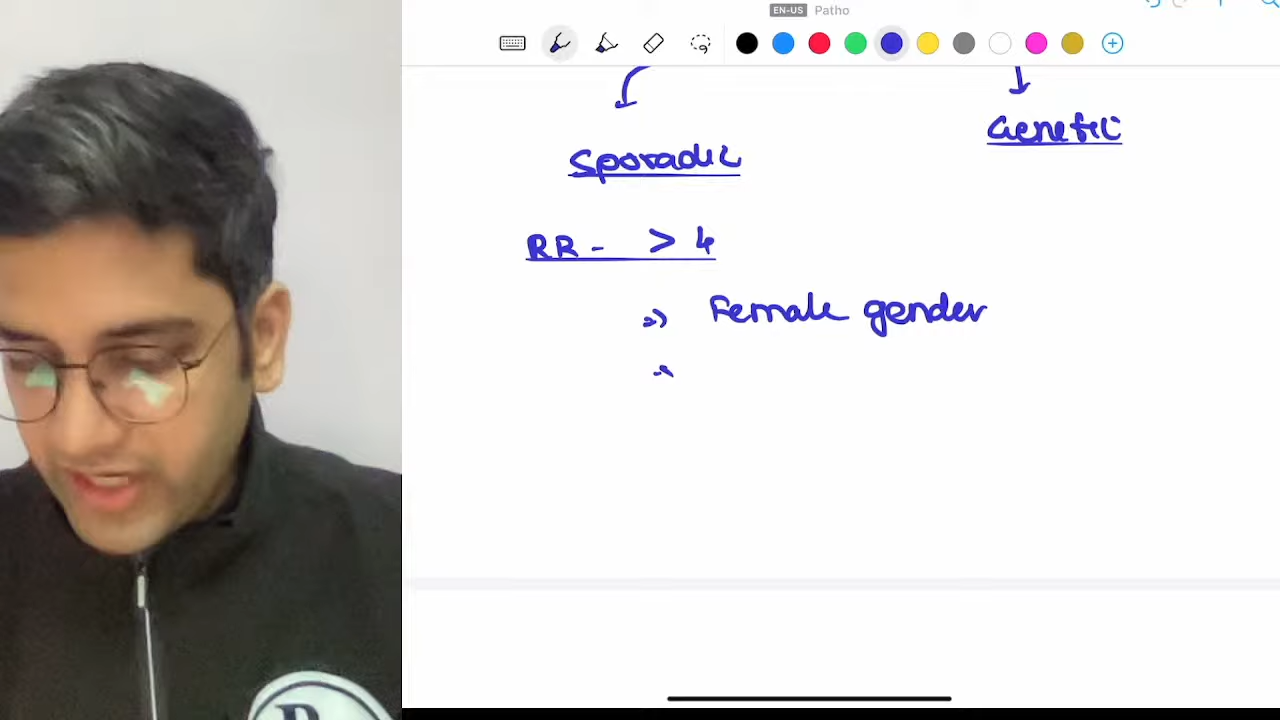 EN-US Patho
Genetic
Sporadic
RR - > 4
Female gender